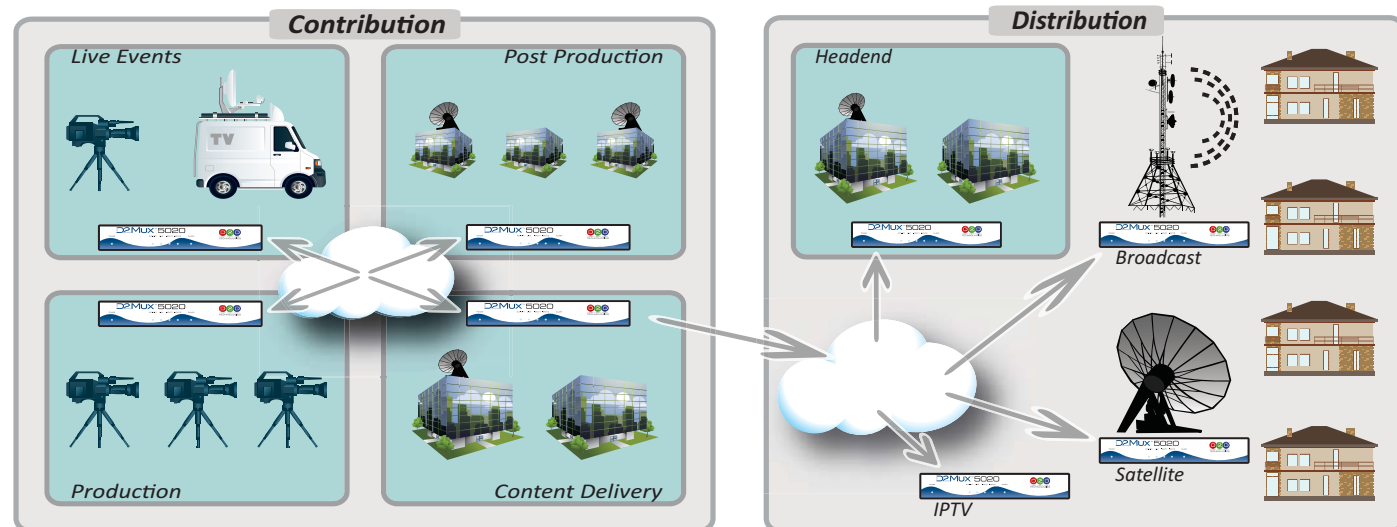 Contribution
Live Events
TV
Post Production
D2Mux 5020
D2Mux 5020
D2Mux 5020
D2Mux 5020
Production
Content Delivery
Distribution
Headend
D2Mux 5020
D2Mux 5020
Broadcast
D2Mux 5020
Satellite
D2Mux 5020
IPTV